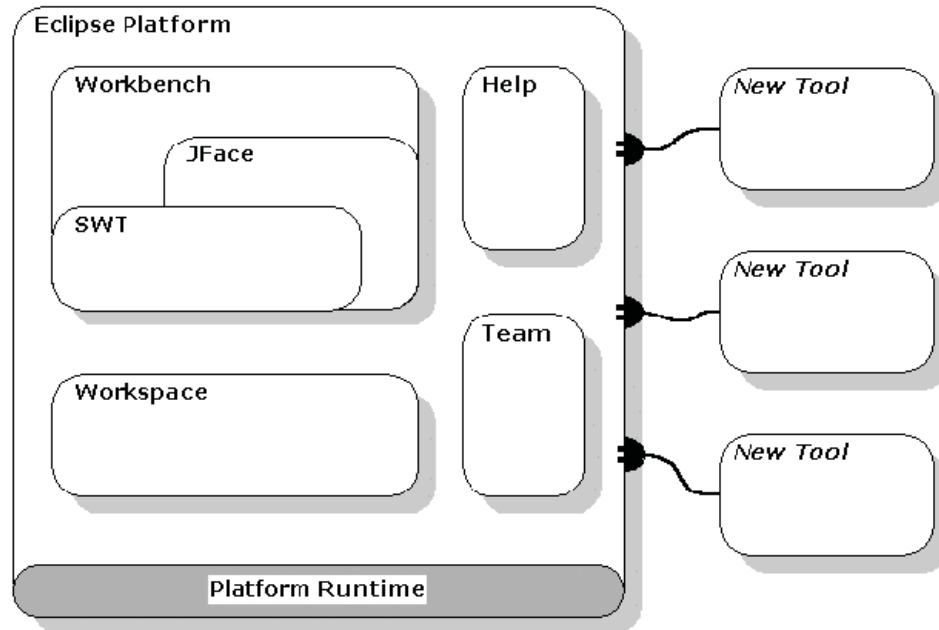 Eclipse Platform
Workbench
JFace
SWT
Workspace
Help
Team
Platform Runtime
New Tool
New Tool
New Tool